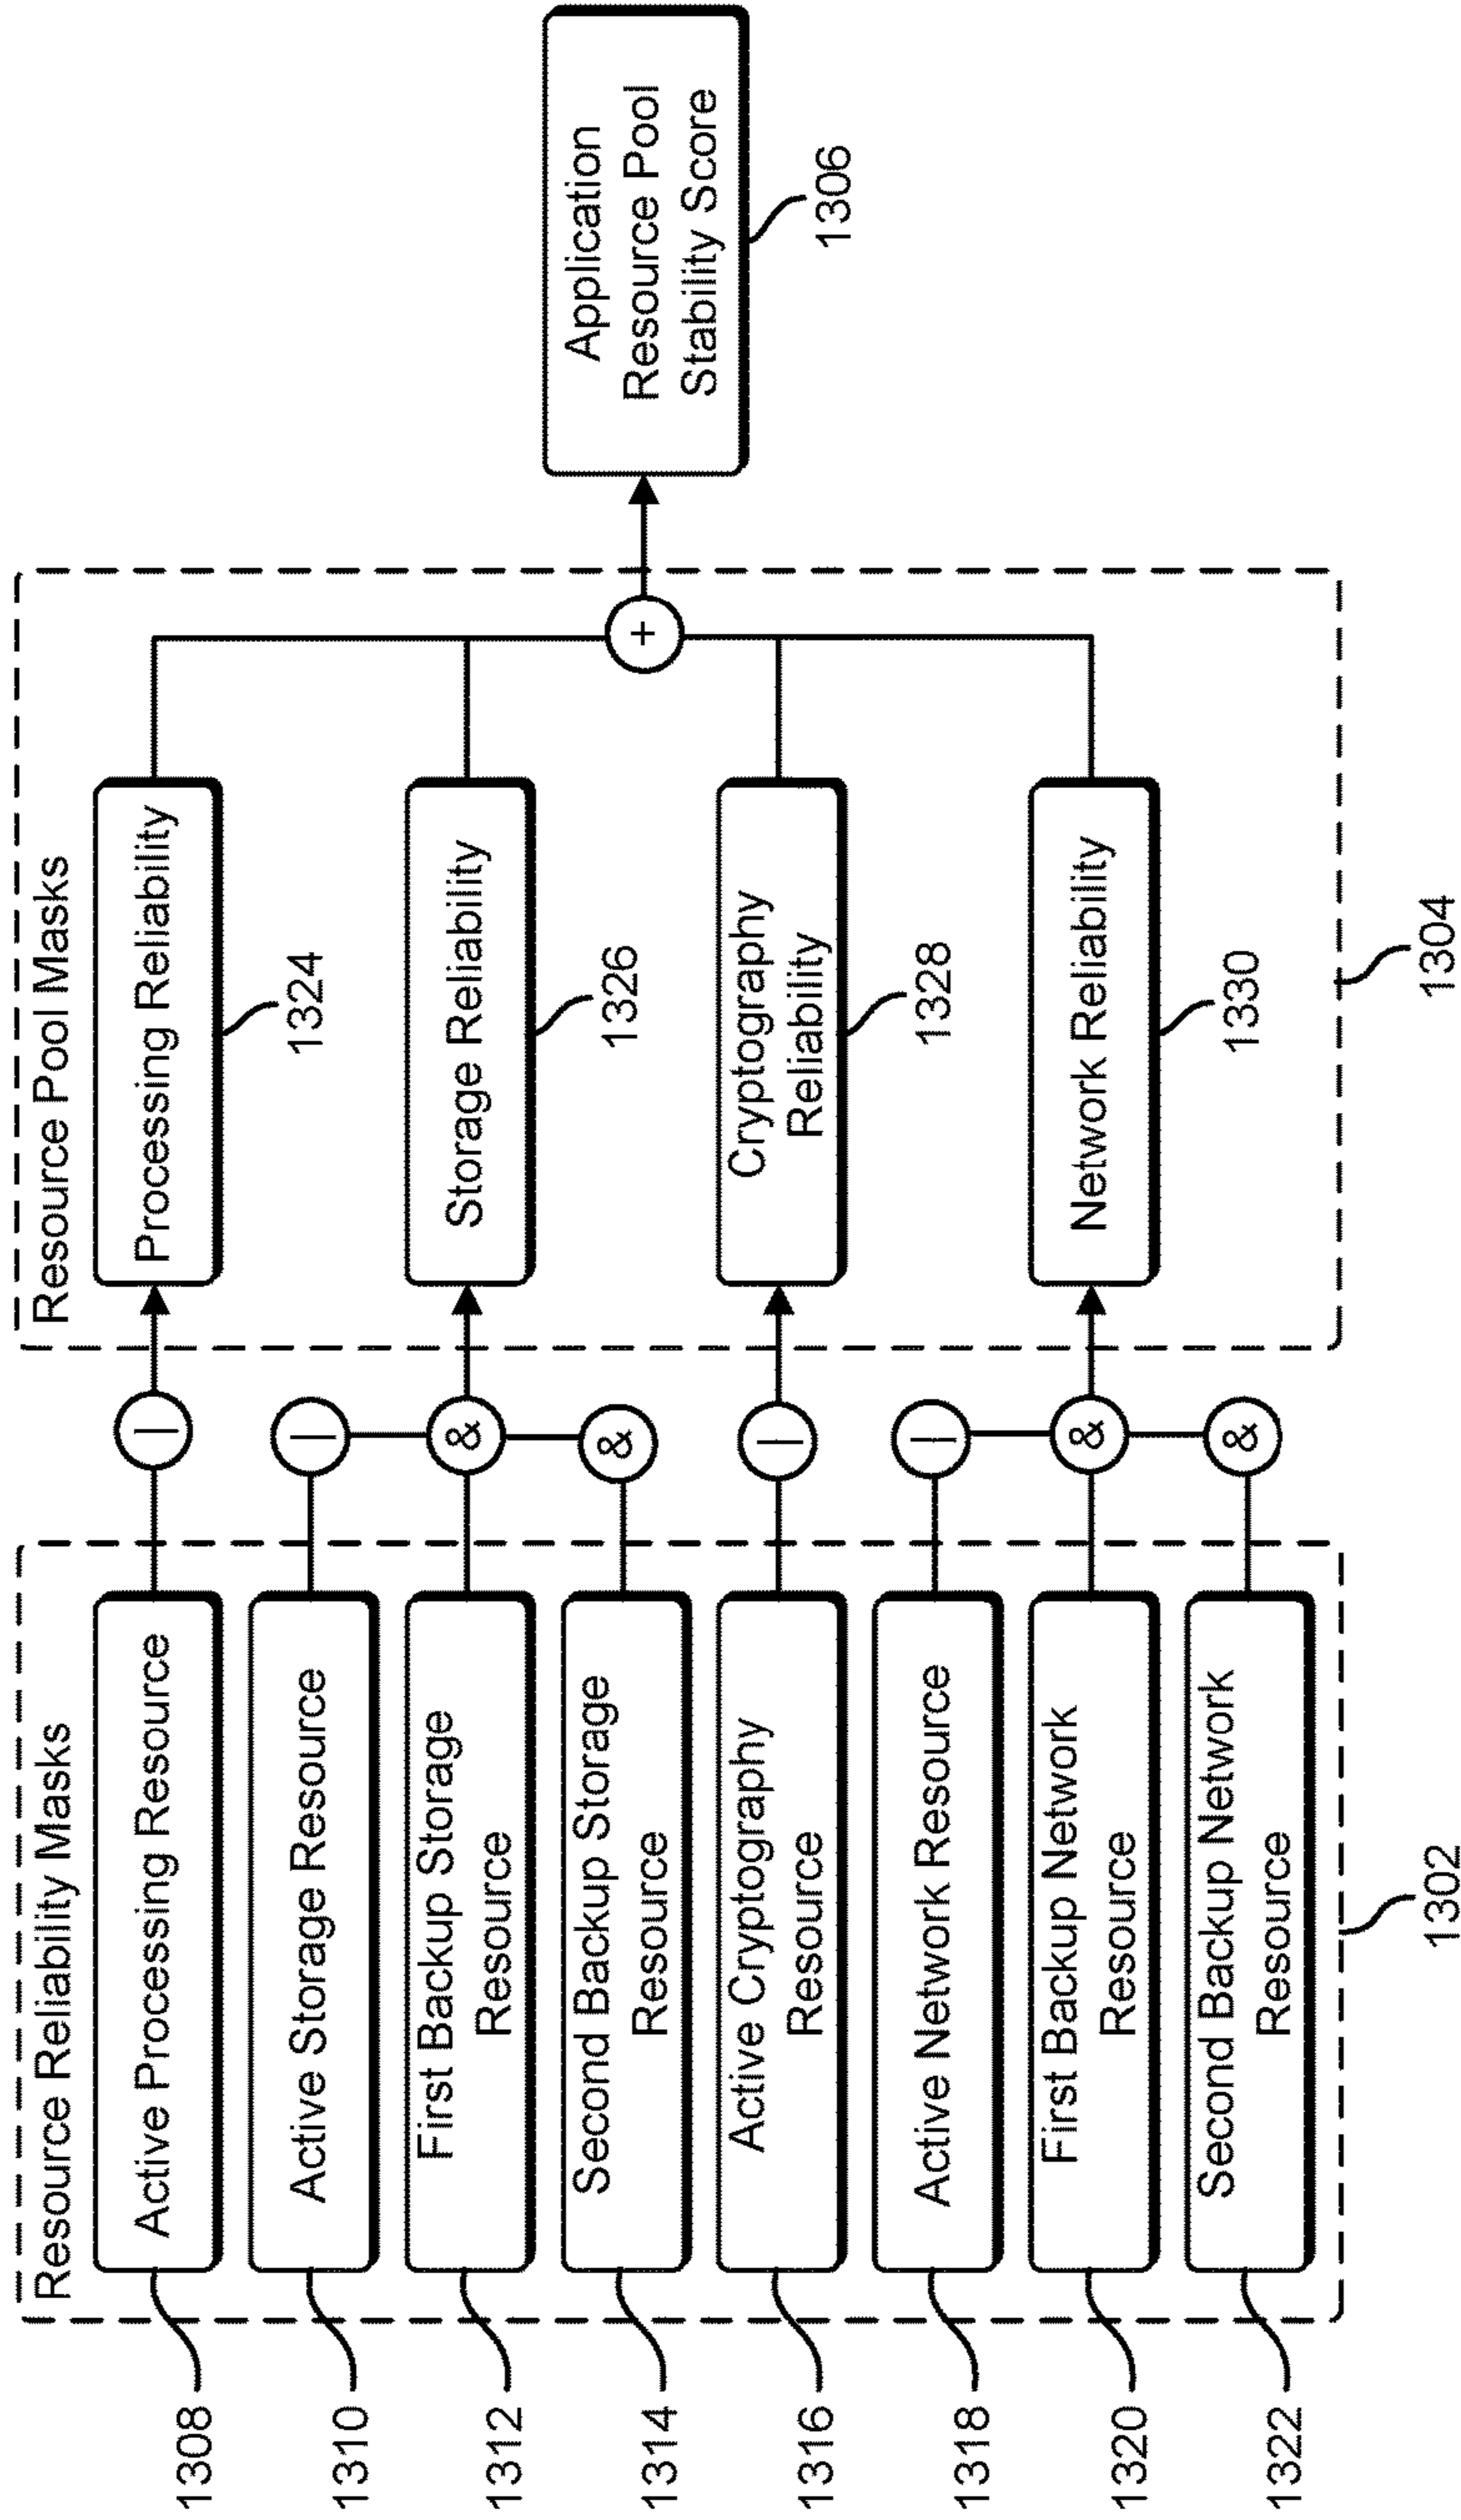 Resource Reliability Masks
Resource Pool Masks
1308
Active Processing Resource
|
Processing Reliability
1324
1310
Active Storage Resource
|
1312
First Backup Storage
Resource
&
Storage Reliability
1326
1314
Second Backup Storage
Resource
&
+
Application
Resource Pool
Stability Score
1306
1316
Active Cryptography
Resource
|
Cryptography
Reliability
1328
1318
Active Network Resource
|
1320
First Backup Network
Resource
&
Network Reliability
1330
1322
Second Backup Network
Resource
&
1302
1304